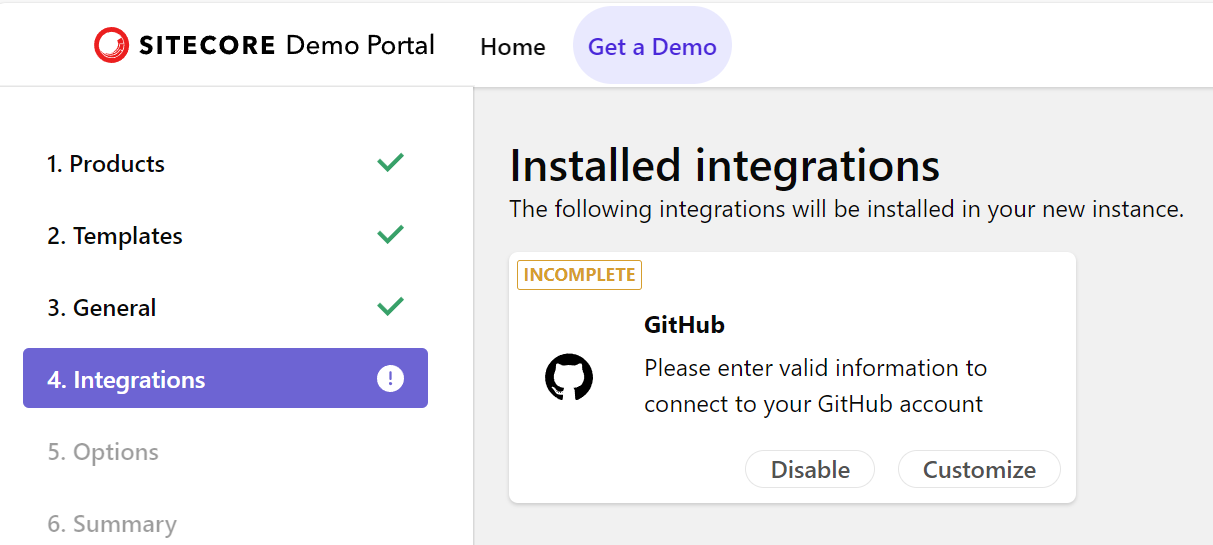 SITECORE Demo Portal Home Get a Demo
1. Products
2. Templates
3. General
4. Integrations
5. Options
6. Summary
Installed integrations
The following integrations will be installed in your new instance.
INCOMPLETE
GitHub
Please enter valid information to
connect to your GitHub account
Disable Customize